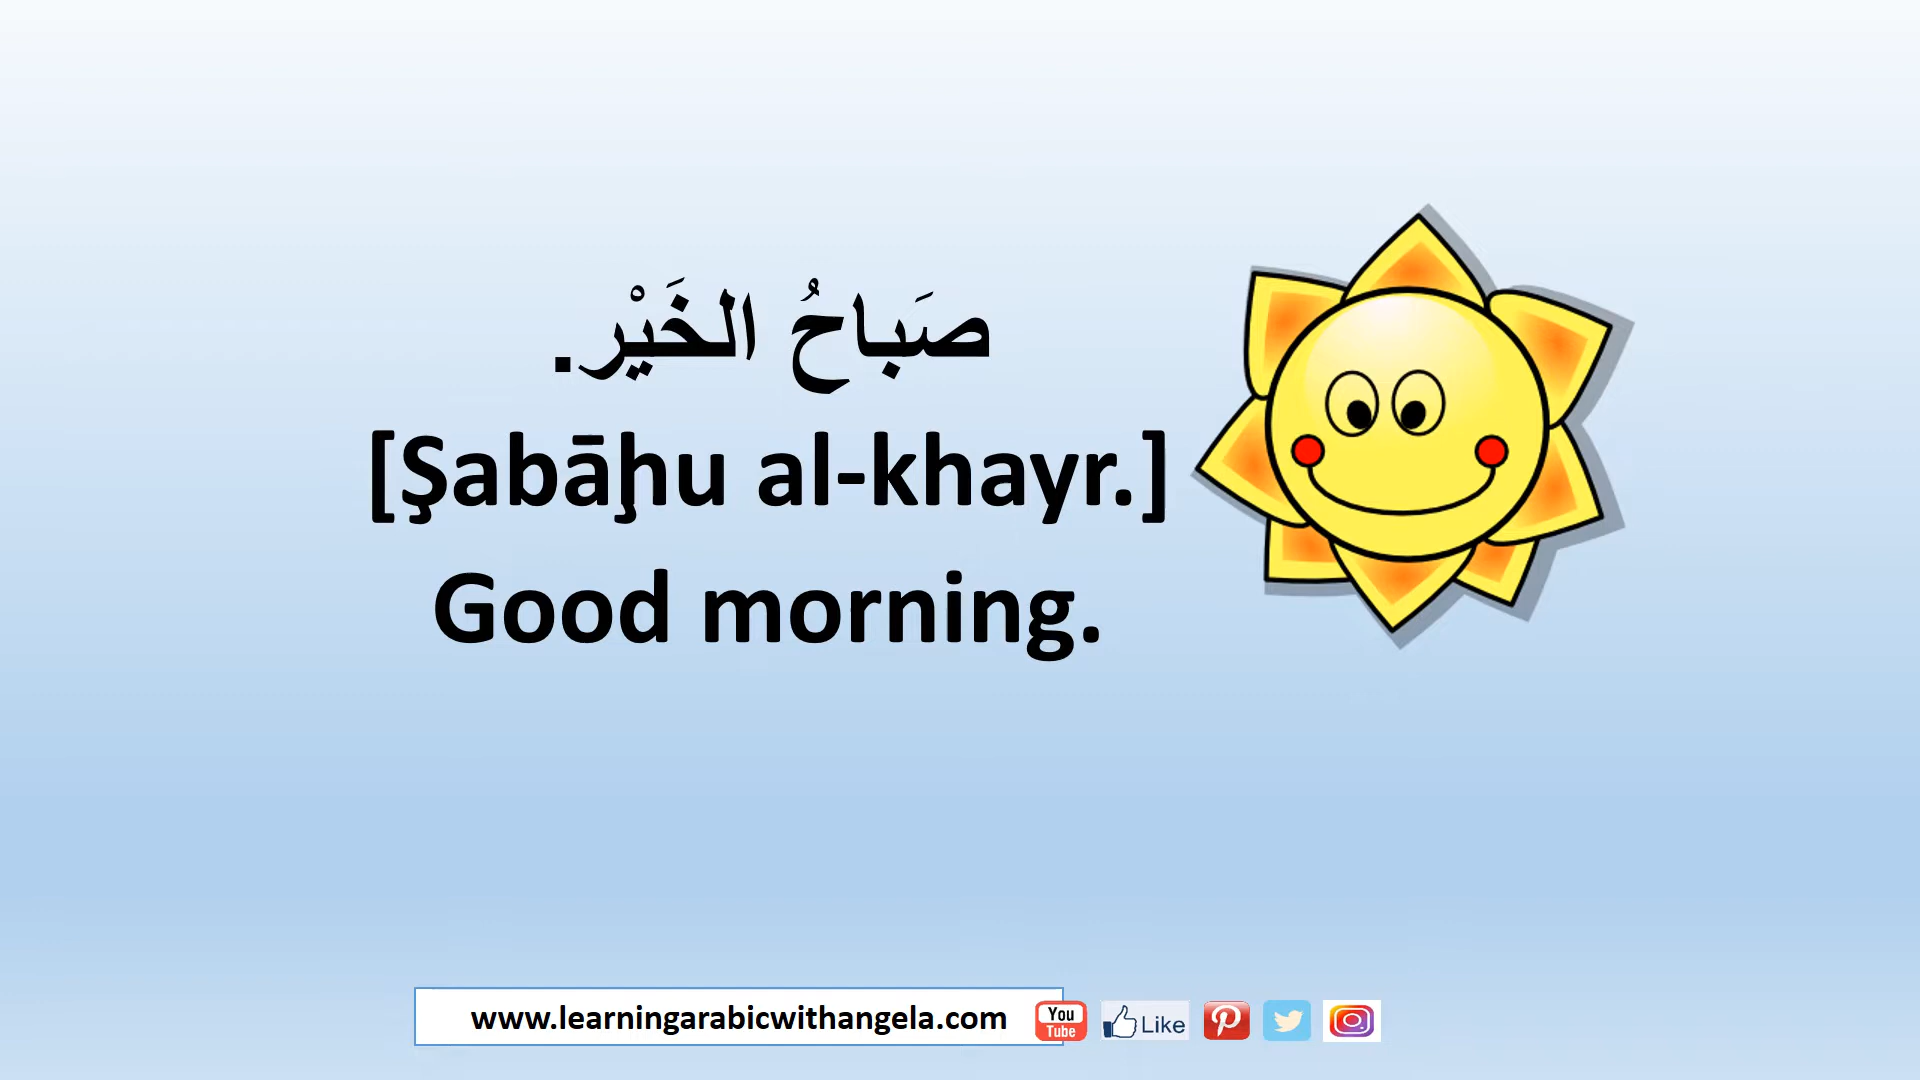 صَباحُ الخَيْر.
[Şabāḩu al-khayr.]
Good morning.
www.learningarabicwithangela.com
You
Tube
Like